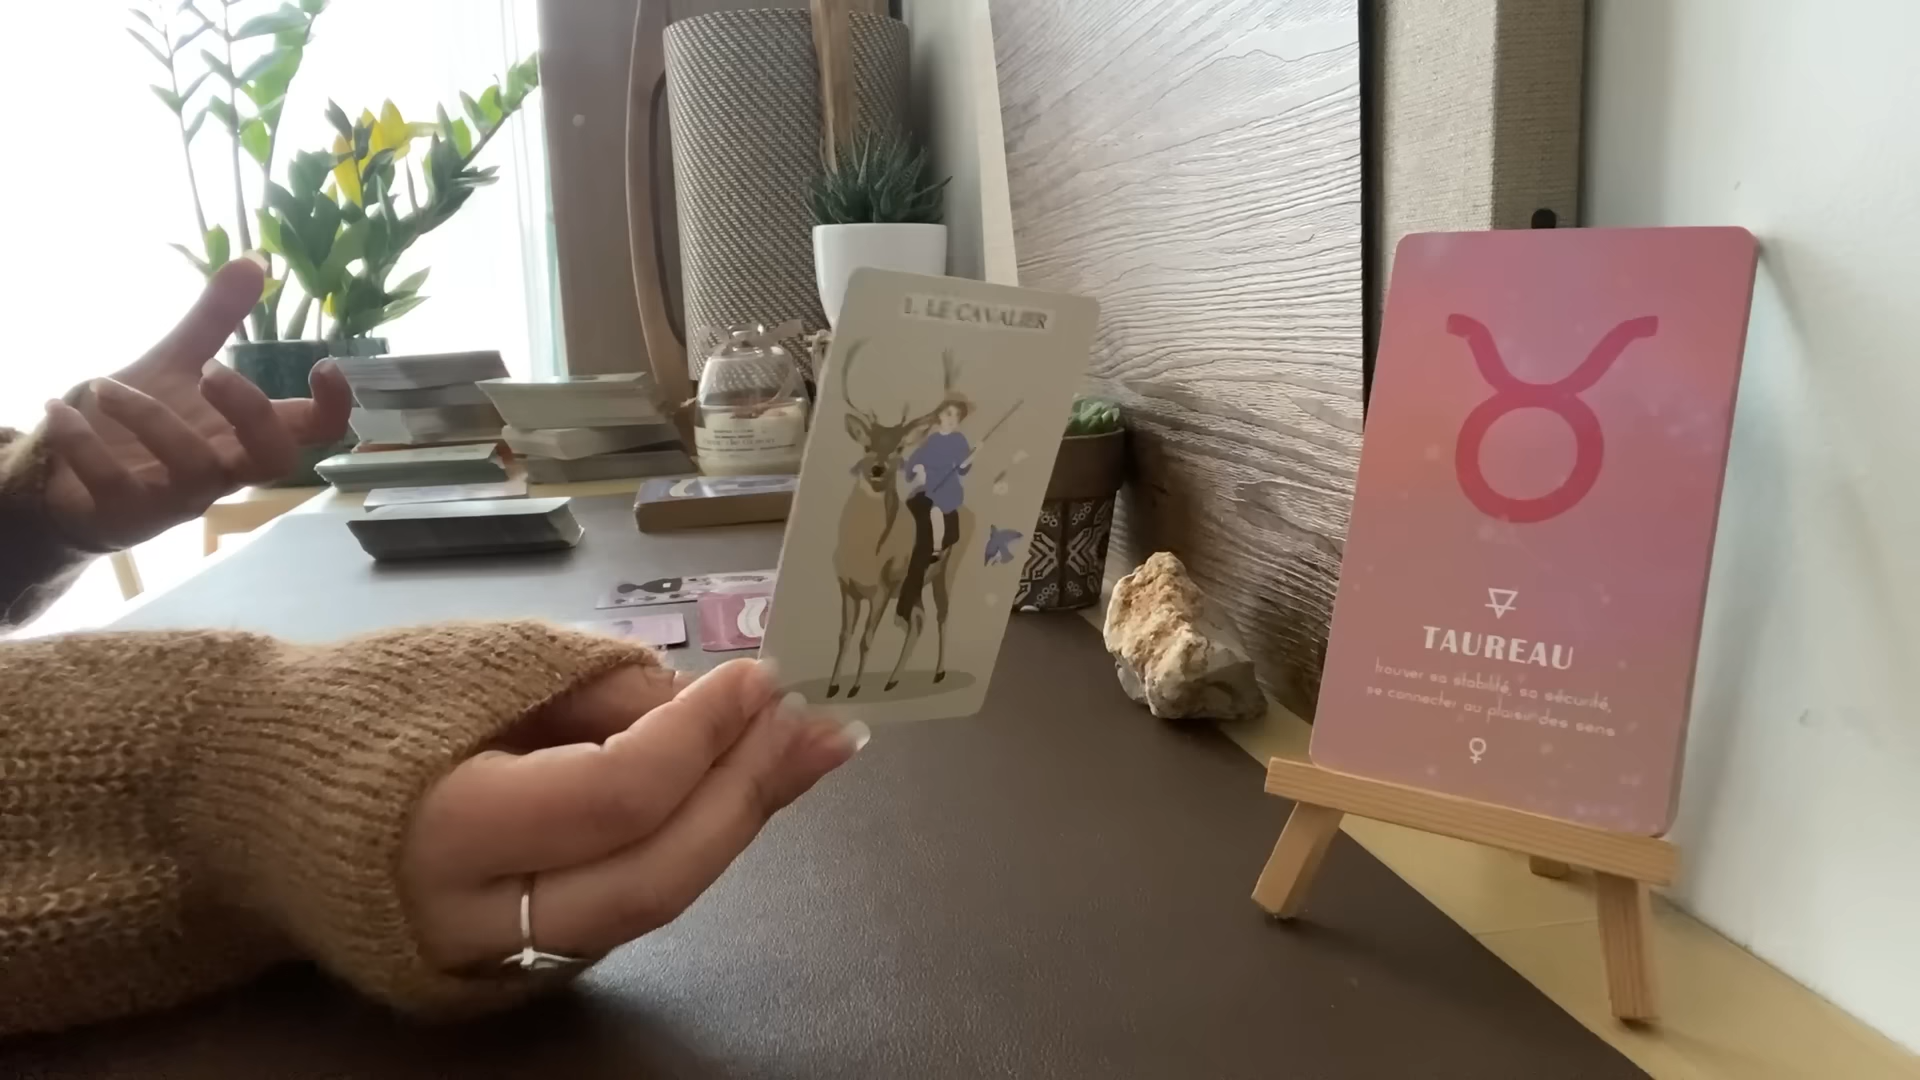 1. LE CAVALIER
TAUREAU
trouver sa stabilité, sa sécurité,
se connecter au plaisir des sens